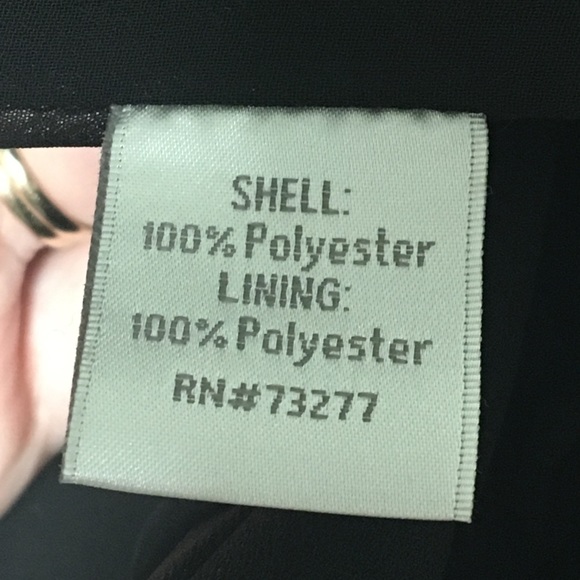 SHELL:
100% Polyester
LINING:
100% Polyester
RN#73277